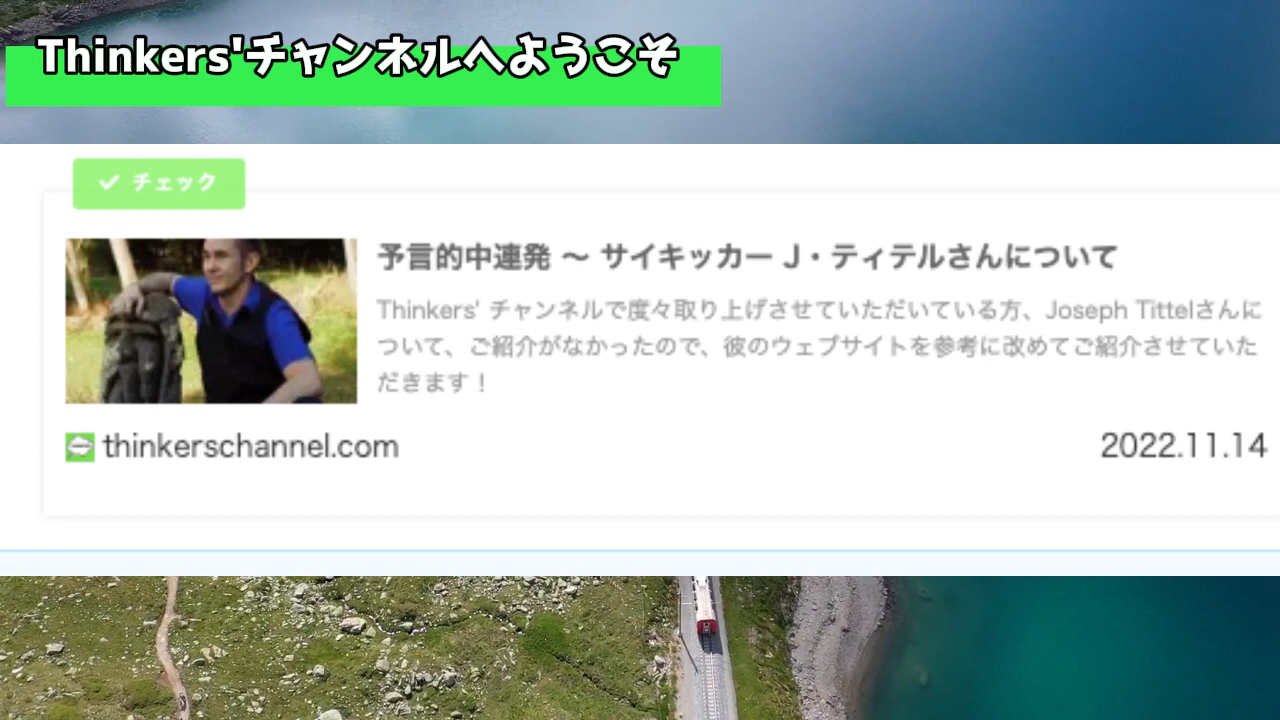 Thinkers'チャンネルへようこそ
チェック
予言的中連発 〜 サイキッカー J・ティテルさんについて
Thinkers' チャンネルで度々取り上げさせていただいている方、Joseph Tittelさんに
ついて、ご紹介がなかったので、彼のウェブサイトを参考に改めてご紹介させていた
だきます！
thinkerschannel.com
2022.11.14